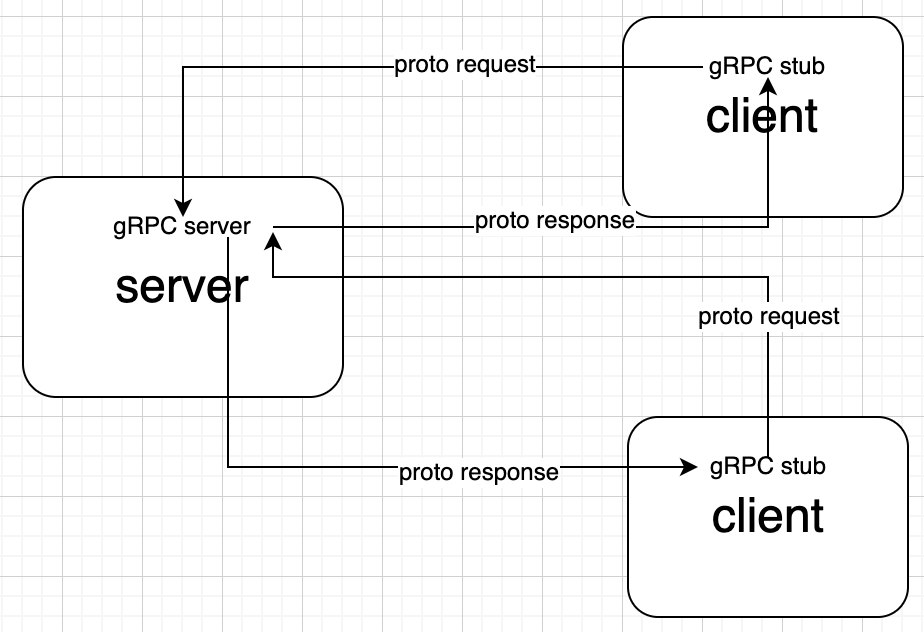 proto request
gRPC stub
client
gRPC server
proto response
server
proto request
proto response
gRPC stub
client